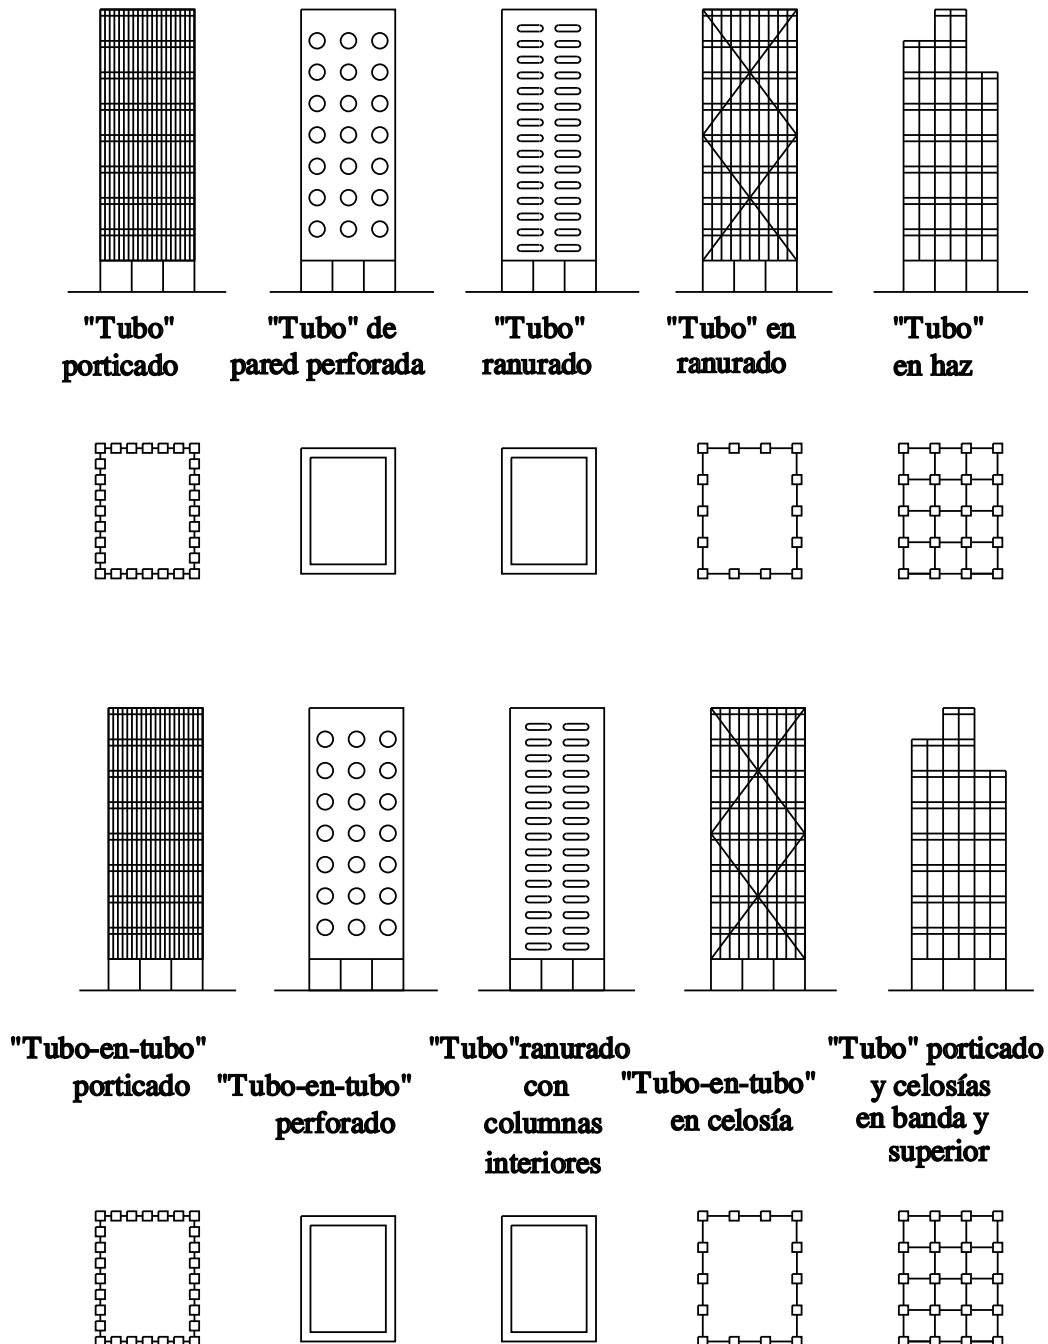 "Tubo"
porticado
"Tubo" de
pared perforada
"Tubo"
ranurado
"Tubo" en
ranurado
"Tubo"
en haz
"Tubo-en-tubo"
porticado
"Tubo-en-tubo"
perforado
"Tubo"ranurado
con
columnas
interiores
"Tubo-en-tubo"
en celosía
"Tubo" porticado
y celosías
en banda y
superior